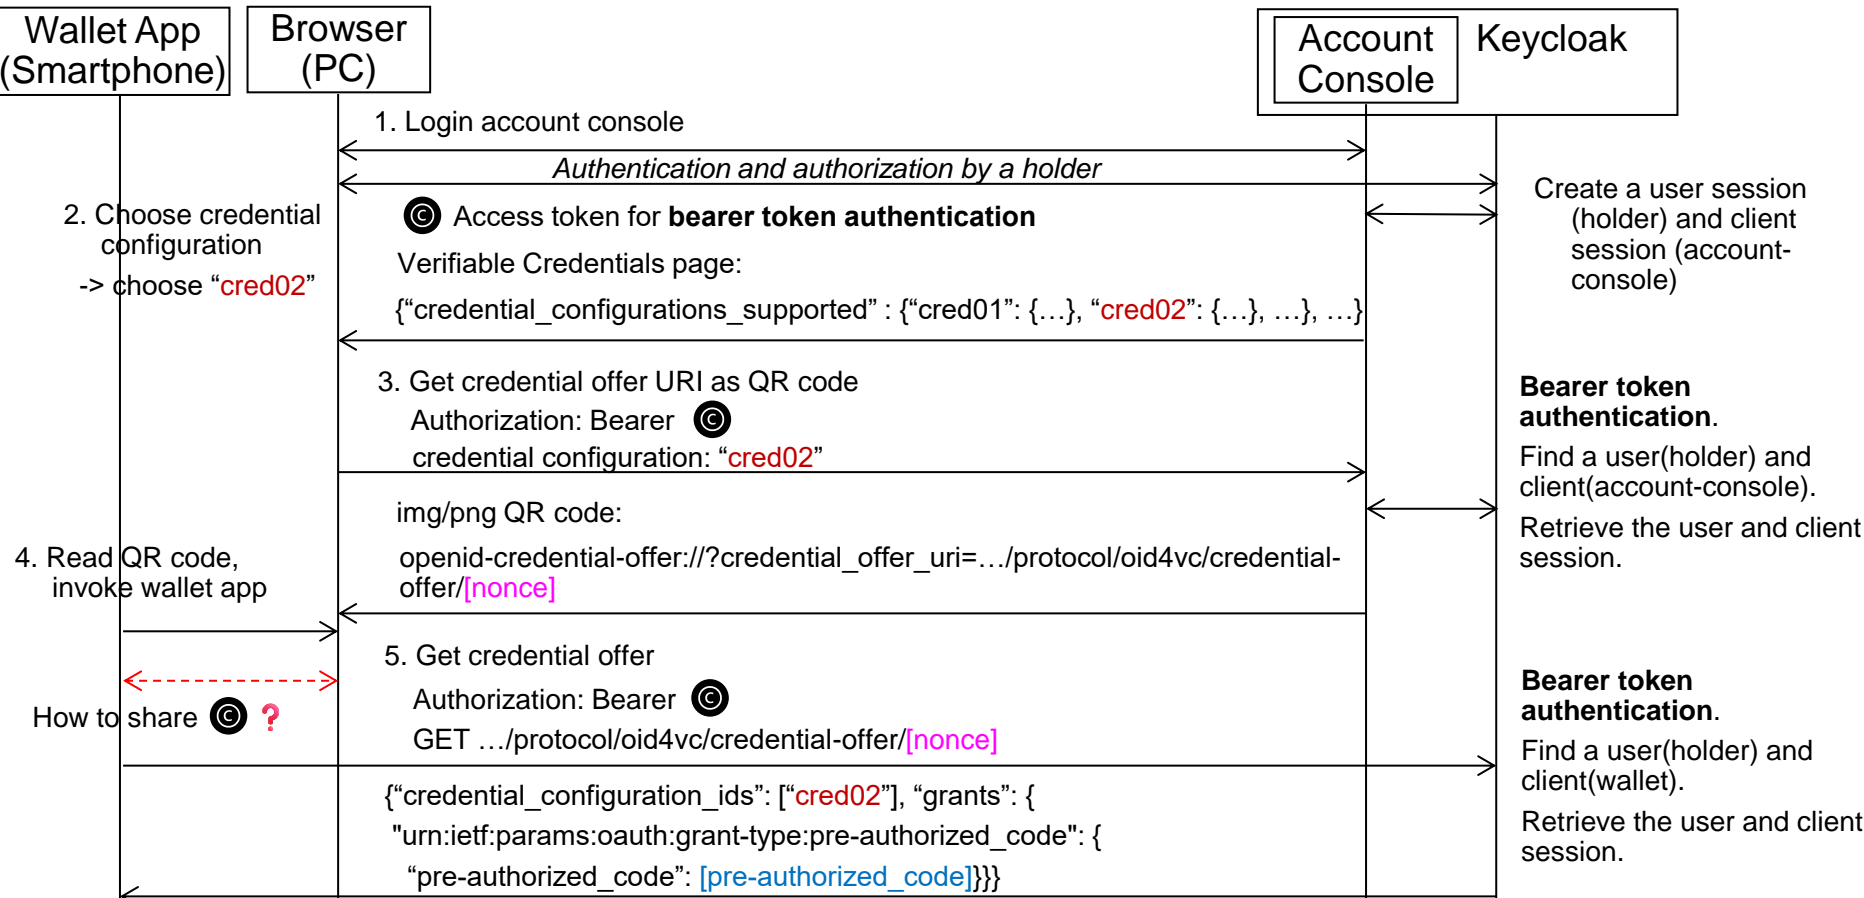 Wallet App
(Smartphone)
Browser
(PC)
Account
Console
Keycloak
1. Login account console
Authentication and authorization by a holder
Create a user session
(holder) and client
session (account-
console)
2. Choose credential
configuration
-> choose “cred02”
© Access token for bearer token authentication
Verifiable Credentials page:
{“credential_configurations_supported” : {“cred01”: {…}, “cred02”: {…}, …}, …}
3. Get credential offer URI as QR code
Authorization: Bearer ©
credential configuration: “cred02”
Bearer token
authentication.
Find a user(holder) and
client(account-console).
Retrieve the user and client
session.
img/png QR code:
openid-credential-offer://?credential_offer_uri=…/protocol/oid4vc/credential-
offer/[nonce]
4. Read QR code,
invoke wallet app
How to share © ?
5. Get credential offer
Authorization: Bearer ©
GET …/protocol/oid4vc/credential-offer/[nonce]
Bearer token
authentication.
Find a user(holder) and
client(wallet).
Retrieve the user and client
session.
{“credential_configuration_ids”: [“cred02”], “grants”: {
"urn:ietf:params:oauth:grant-type:pre-authorized_code": {
“pre-authorized_code”: [pre-authorized_code]}}}